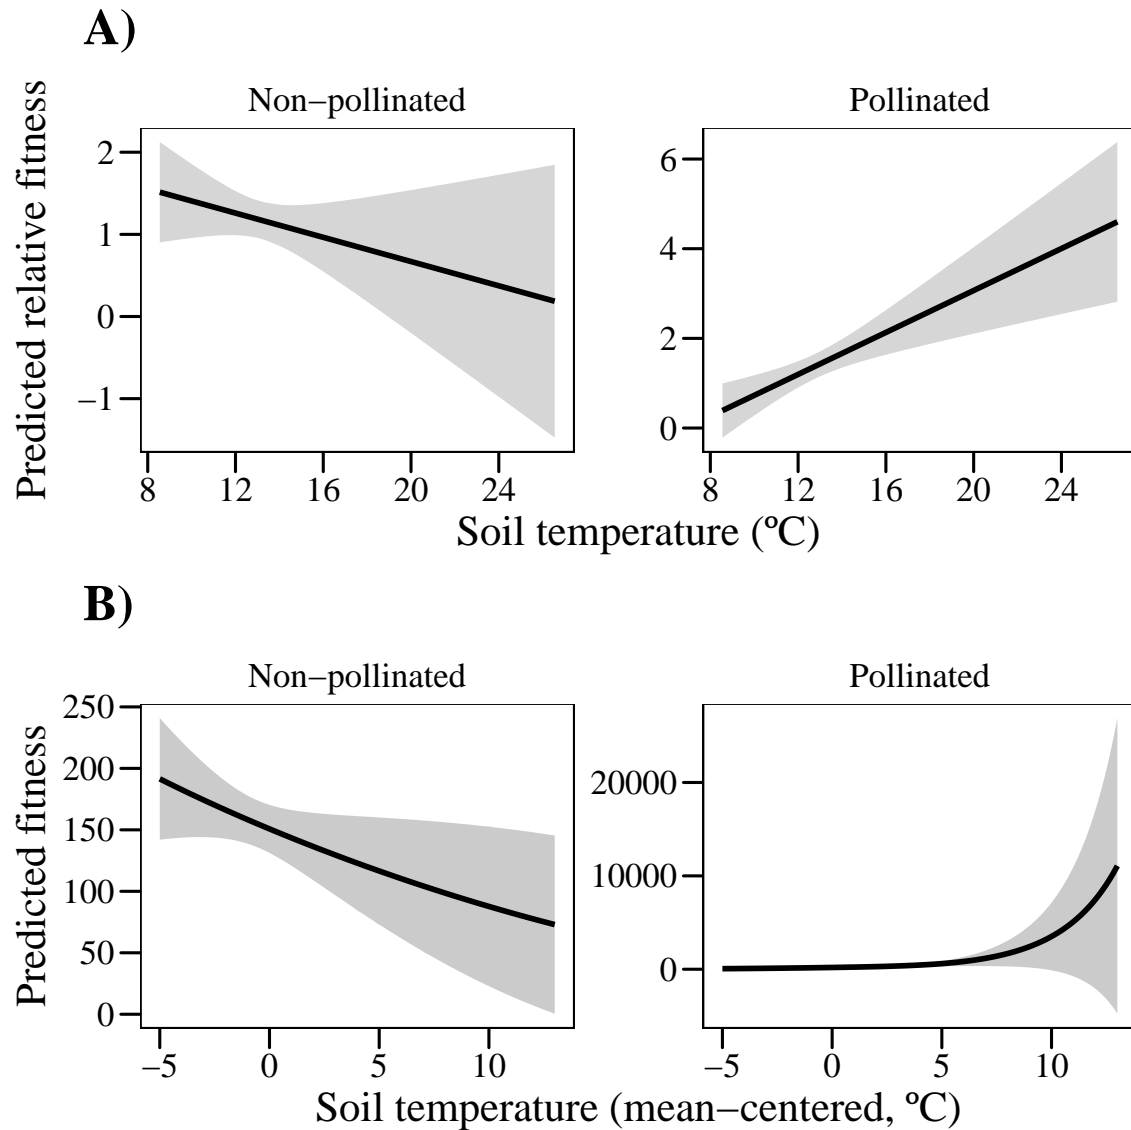 A)
Non−pollinated
Pollinated
Predicted relative fitness
2
1
0
−1
6
4
2
0
8 12 16 20 24
8 12 16 20 24
Soil temperature (ºC)
B)
Non−pollinated
Pollinated
Predicted fitness
250
200
150
100
50
0
20000
10000
0
−5 0 5 10
−5 0 5 10
Soil temperature (mean−centered, ºC)